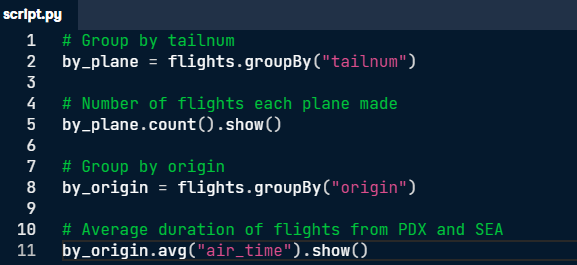 script.py
1 # Group by tailnum
2 by_plane = flights.groupBy("tailnum")
3
4 # Number of flights each plane made
5 by_plane.count().show()
6
7 # Group by origin
8 by_origin = flights.groupBy("origin")
9
10 # Average duration of flights from PDX and SEA
11 by_origin.avg("air_time").show()